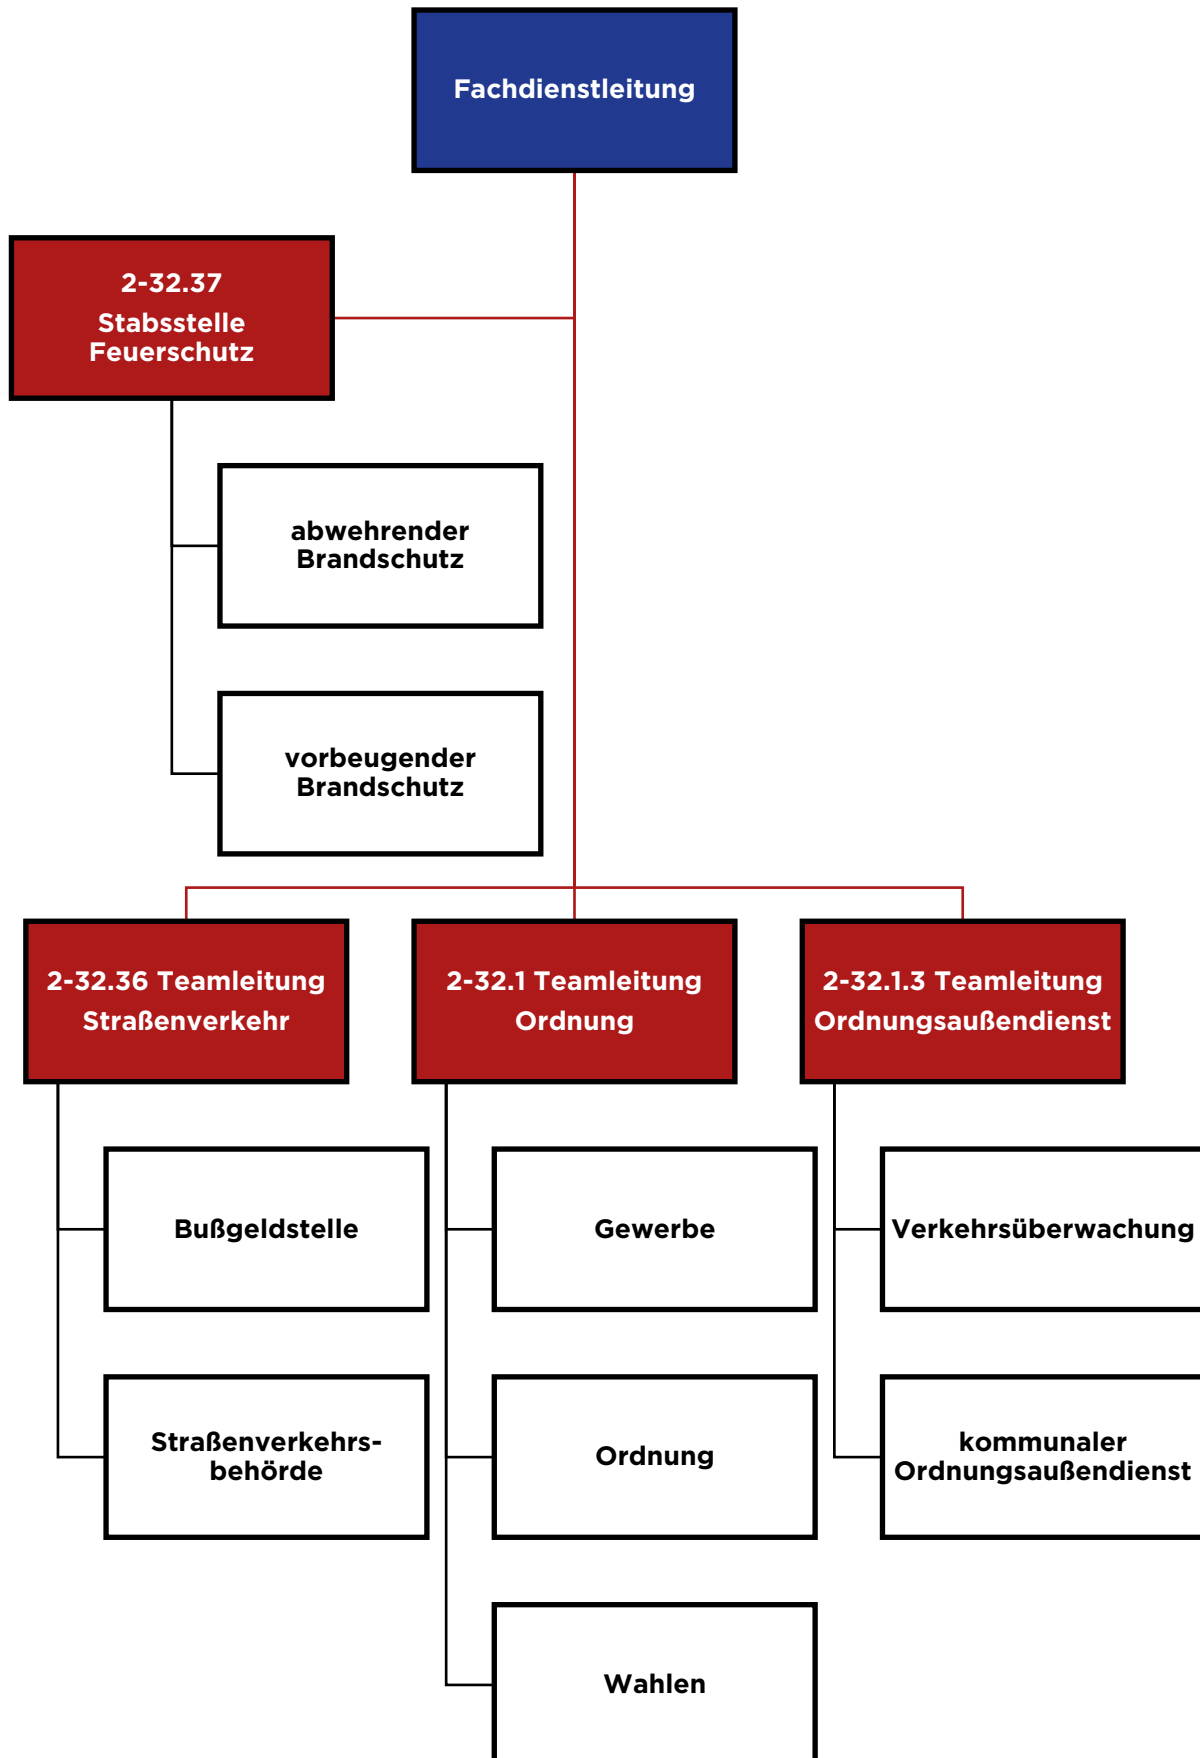 Fachdienstleitung
2-32.37
Stabsstelle
Feuerschutz
abwehrender
Brandschutz
vorbeugender
Brandschutz
2-32.36 Teamleitung
Straßenverkehr
2-32.1 Teamleitung
Ordnung
2-32.1.3 Teamleitung
Ordnungsaußendienst
Bußgeldstelle
Gewerbe
Verkehrsüberwachung
Straßenverkehrs-
behörde
Ordnung
kommunaler
Ordnungsaußendienst
Wahlen